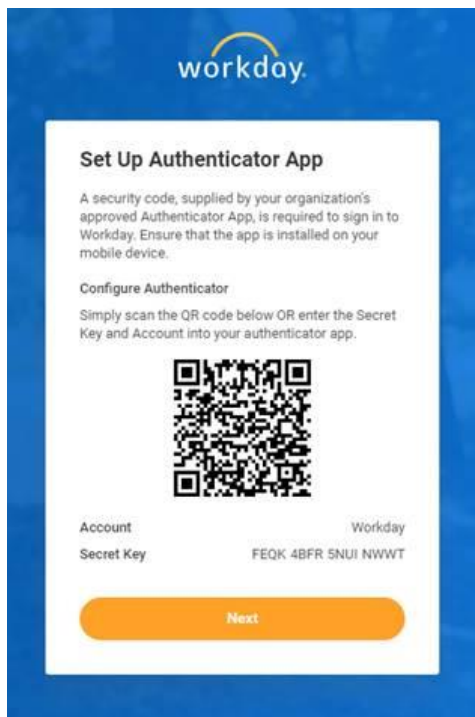 workday.
Set Up Authenticator App
A security code, supplied by your organization's
approved Authenticator App, is required to sign in to
Workday. Ensure that the app is installed on your
mobile device.
Configure Authenticator
Simply scan the QR code below OR enter the Secret
Key and Account into your authenticator app.
Account Workday
Secret Key FEQK 4BFR 5NUI NWWT
Next